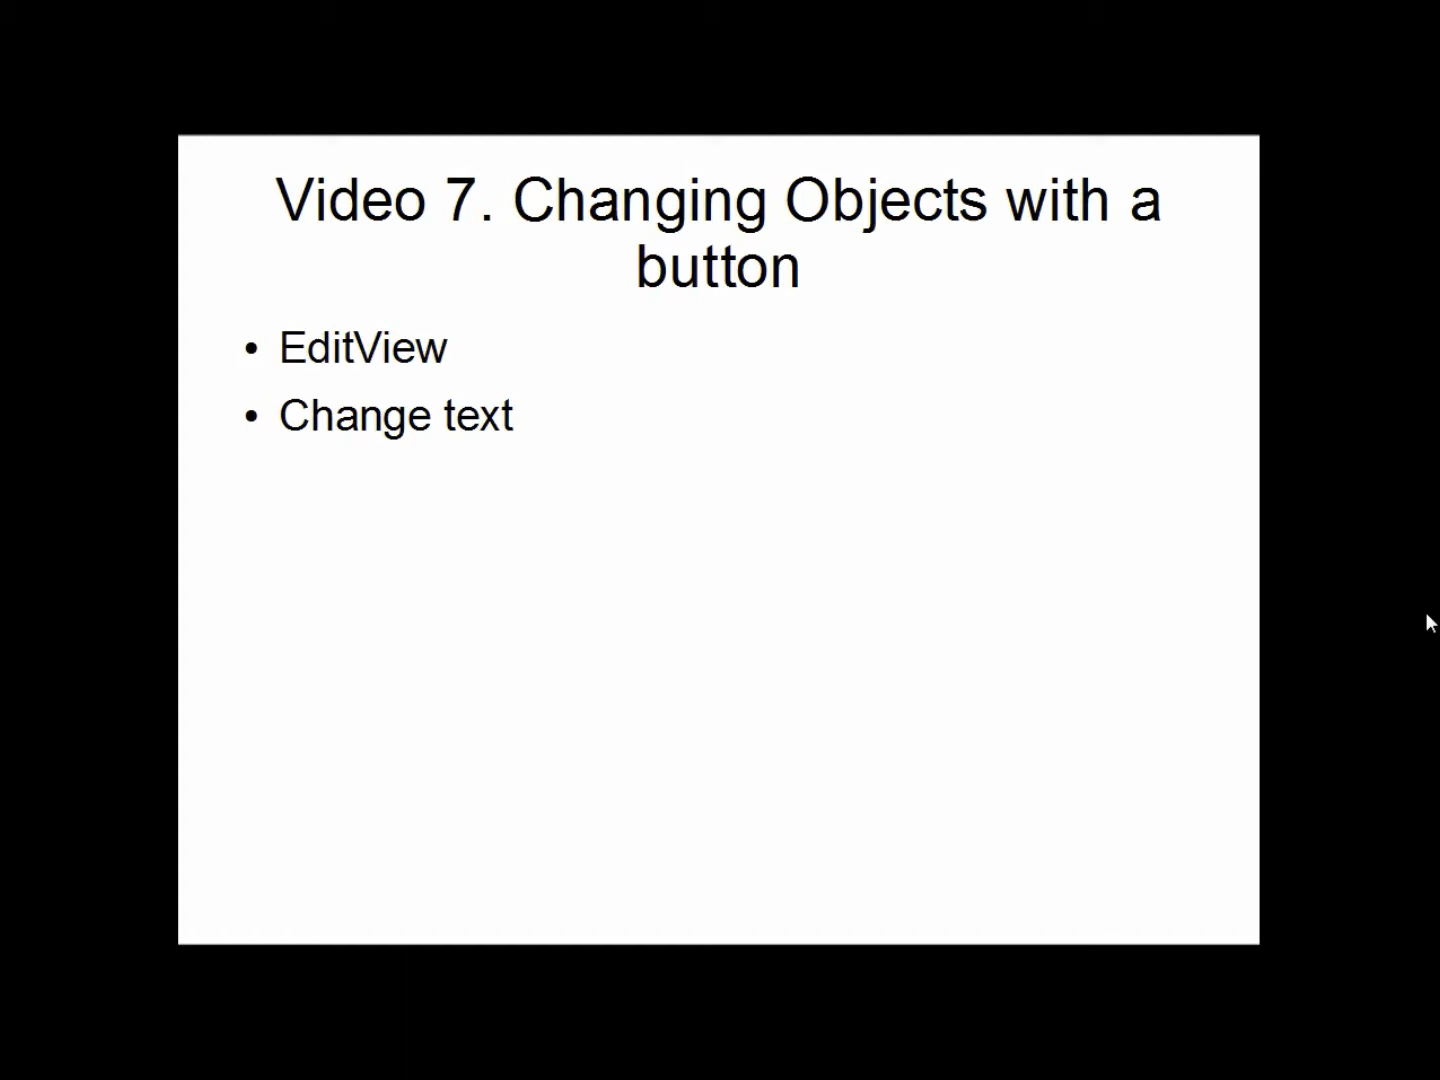 Video 7. Changing Objects with a
button
• EditView
• Change text